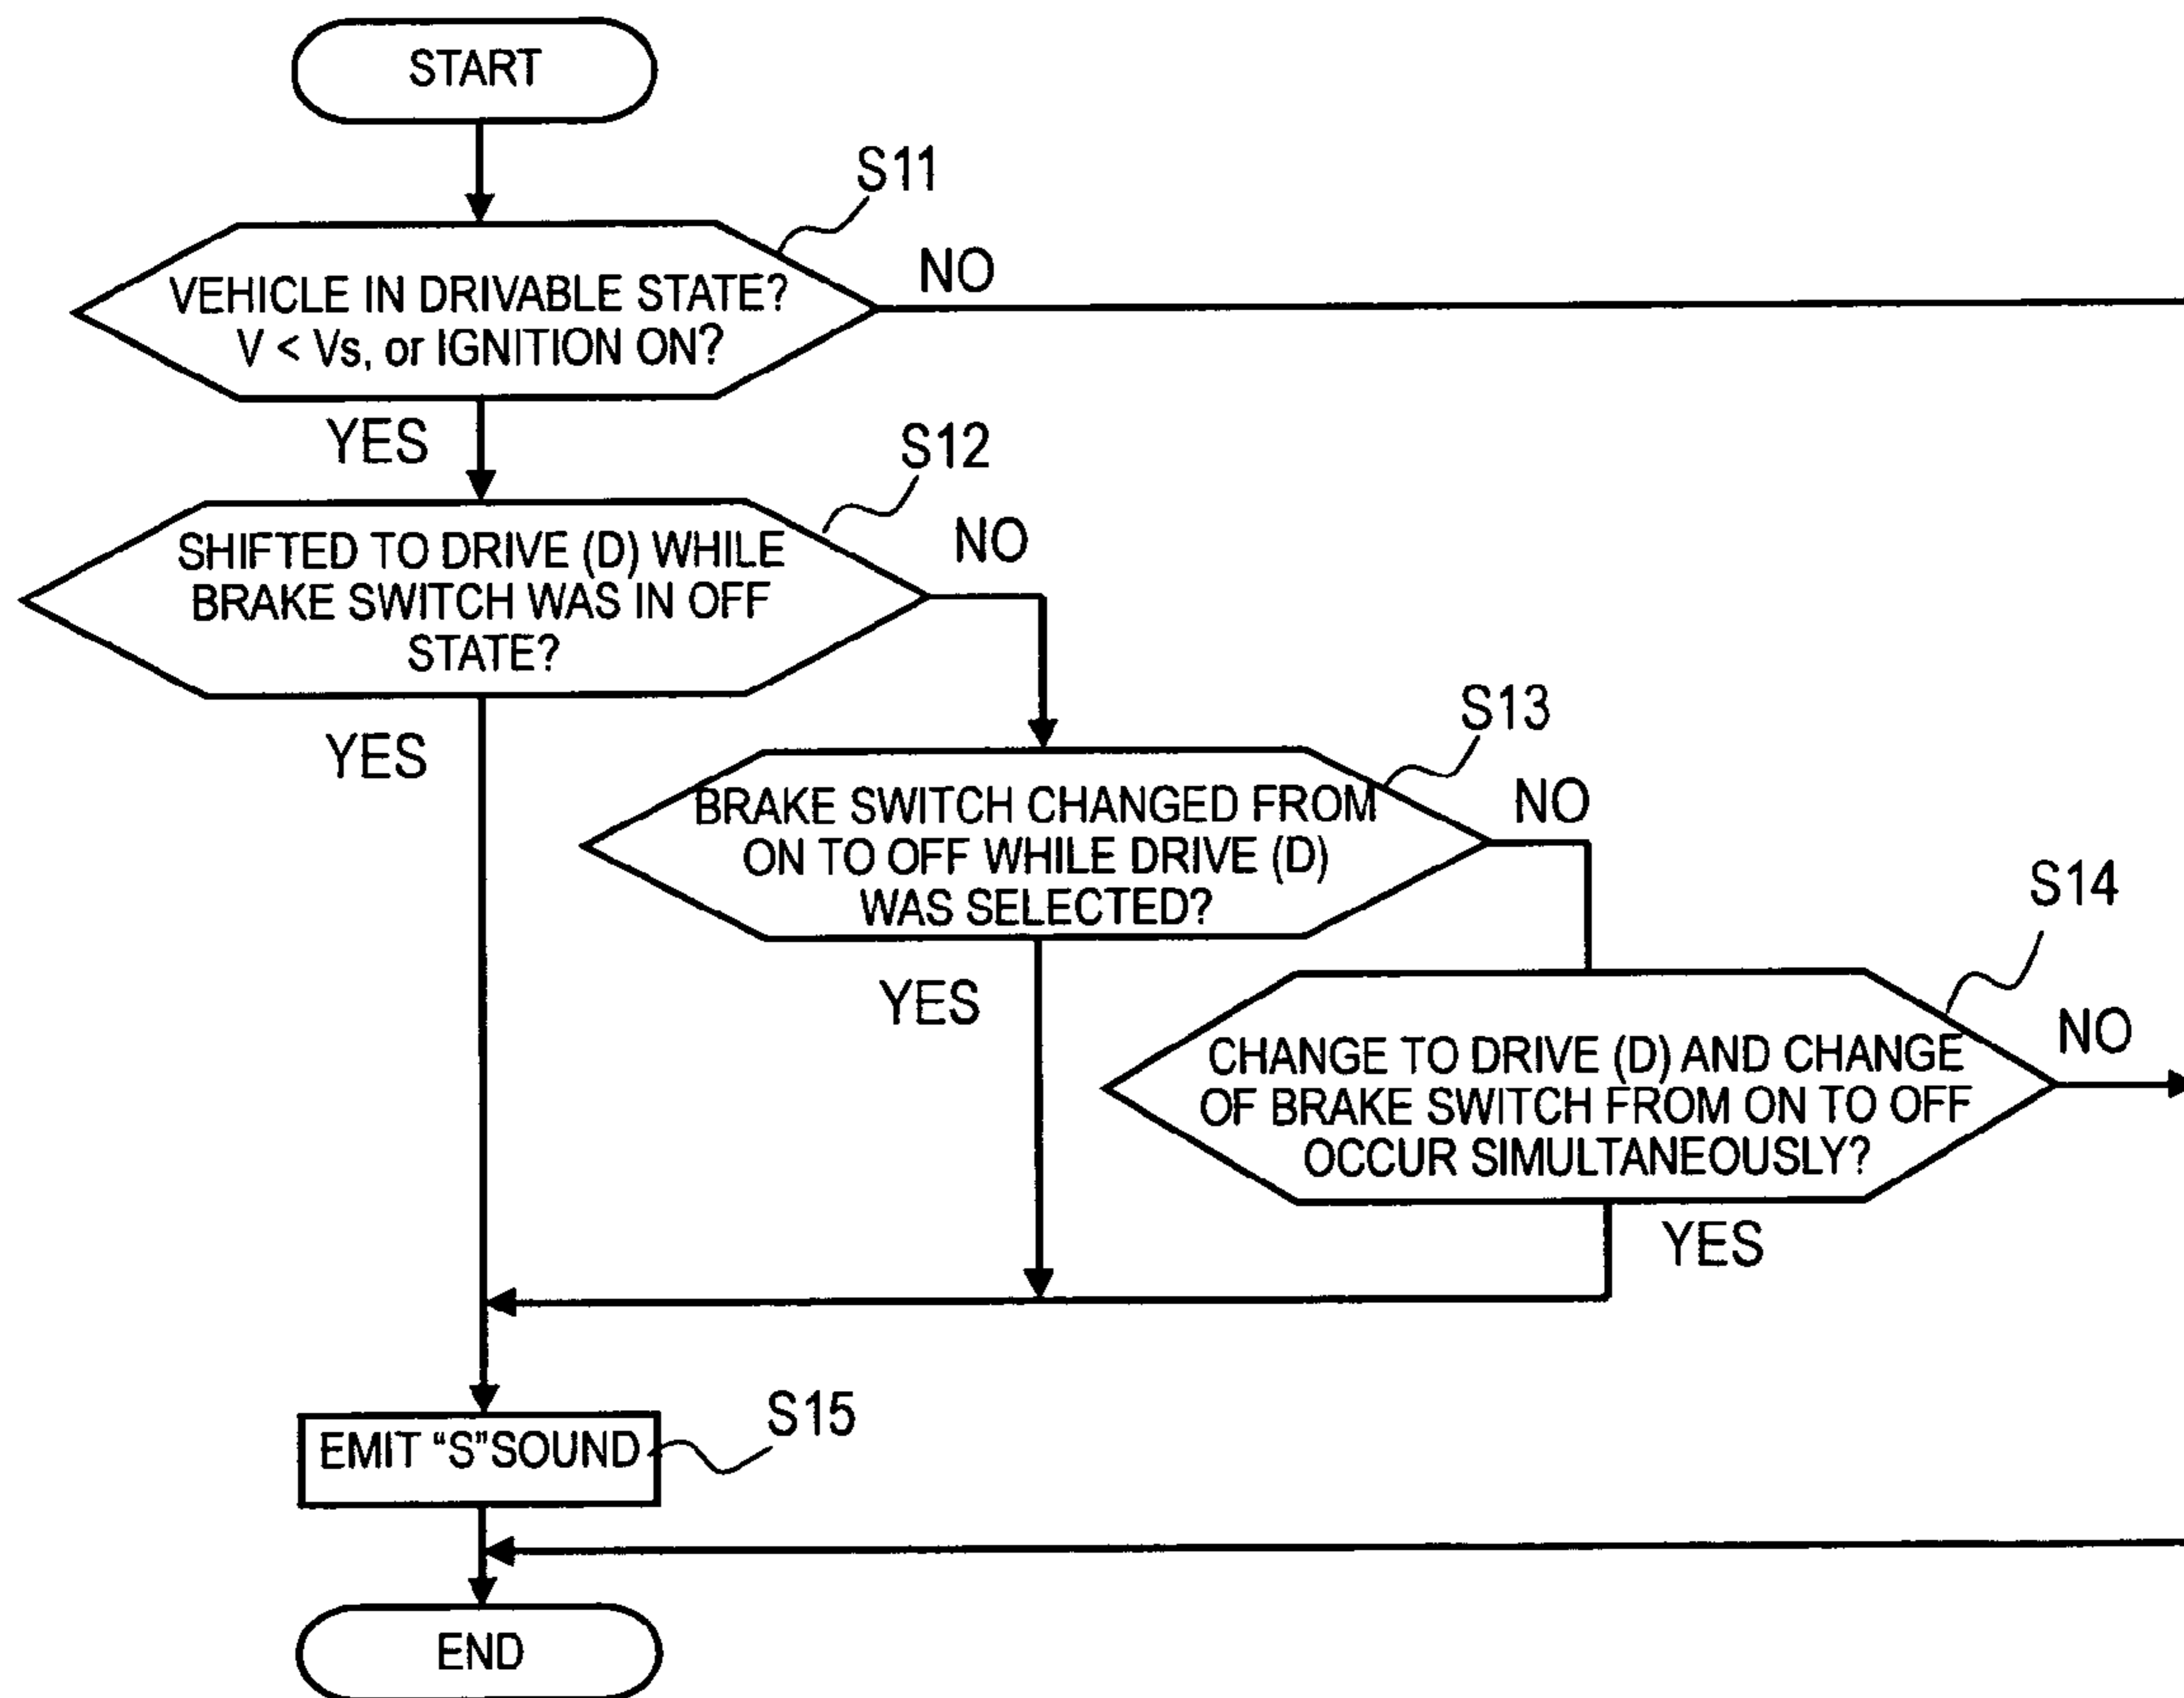 START
S11
NO
VEHICLE IN DRIVABLE STATE?
V < Vs, or IGNITION ON?
YES
S12
NO
SHIFTED TO DRIVE (D) WHILE
BRAKE SWITCH WAS IN OFF
STATE?
YES
S13
NO
BRAKE SWITCH CHANGED FROM
ON TO OFF WHILE DRIVE (D)
WAS SELECTED?
YES
S14
NO
CHANGE TO DRIVE (D) AND CHANGE
OF BRAKE SWITCH FROM ON TO OFF
OCCUR SIMULTANEOUSLY?
YES
S15
EMIT “S”SOUND
END